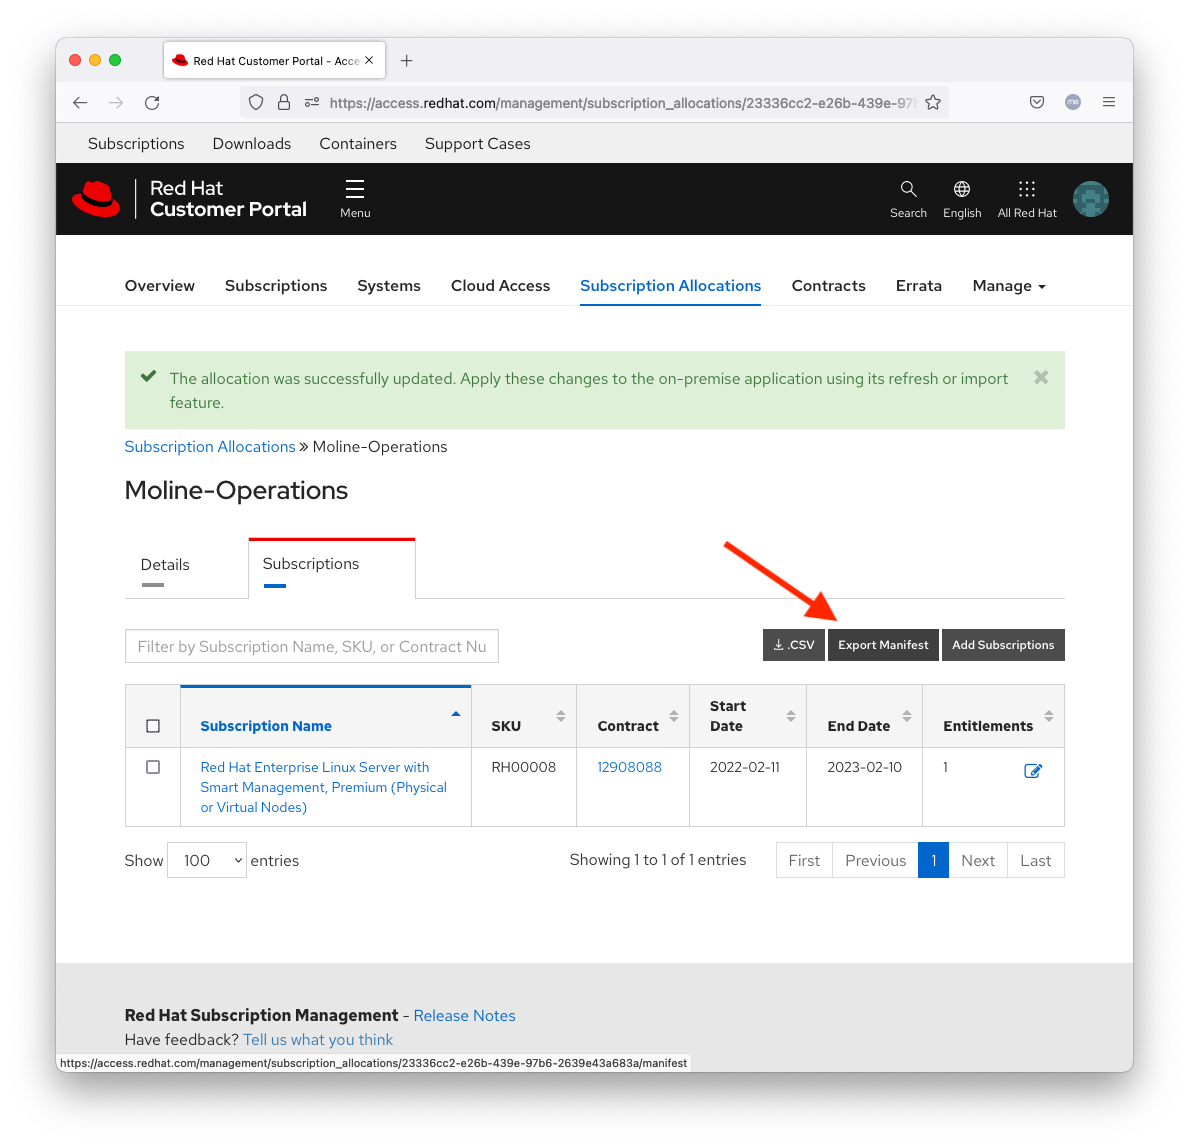 Red Hat Customer Portal - Acce
https://access.redhat.com/management/subscription_allocations/23336cc2-e26b-439e-97b
me
Subscriptions Downloads Containers Support Cases
Red Hat
Customer Portal
Menu
Search English All Red Hat
Overview Subscriptions Systems Cloud Access Subscription Allocations Contracts Errata Manage
The allocation was successfully updated. Apply these changes to the on-premise application using its refresh or import
feature.
Subscription Allocations » Moline-Operations
Moline-Operations
Details Subscriptions
Filter by Subscription Name, SKU, or Contract Nu
.CSV Export Manifest Add Subscriptions
Subscription Name SKU Contract Start Date End Date Entitlements
Red Hat Enterprise Linux Server with RH00008 12908088 2022-02-11 2023-02-10 1
Smart Management, Premium (Physical
or Virtual Nodes)
Show 100 entries Showing 1 to 1 of 1 entries First Previous 1 Next Last
Red Hat Subscription Management - Release Notes
Have feedback? Tell us what you think
https://access.redhat.com/management/subscription_allocations/23336cc2-e26b-439e-97b6-2639e43a683a/manifest